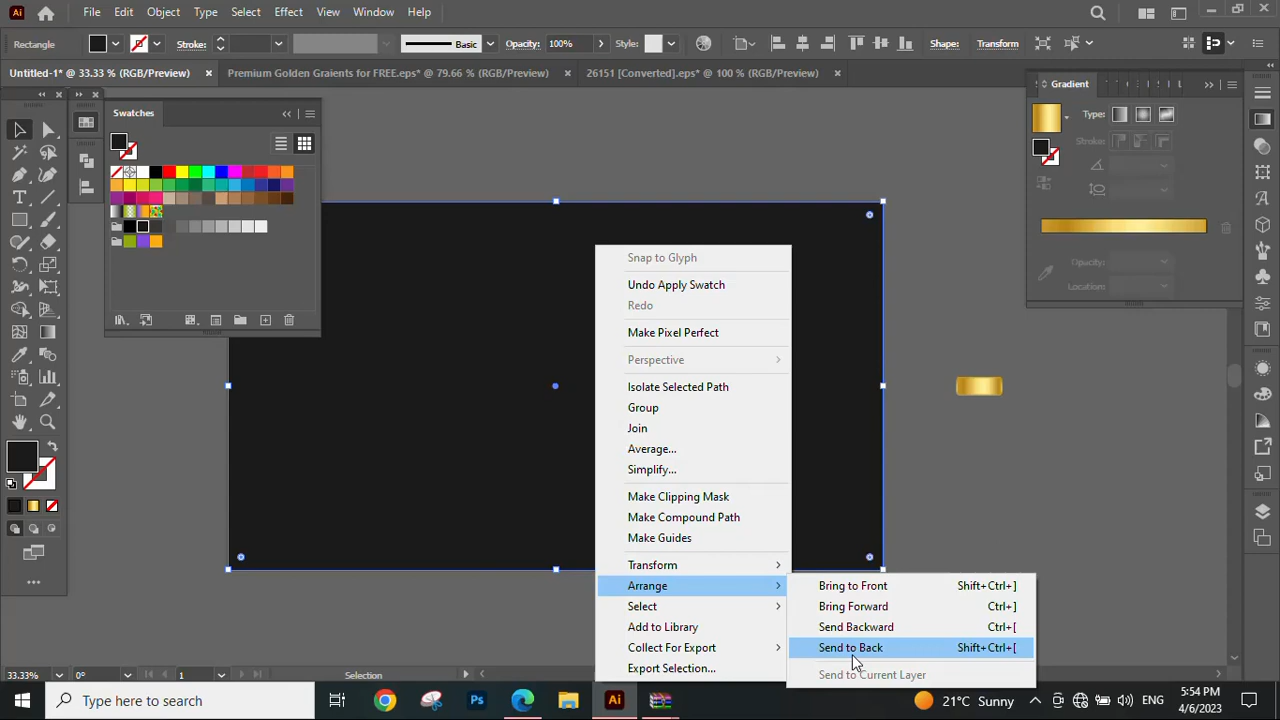 Ai
File
Edit
Object
Type
Select
Effect
View
Window
Help
Rectangle
Stroke:
Basic
Opacity:
100%
Style:
Shape:
Transform
Untitled-1* @ 33.33 % (RGB/Preview)
Premium Golden Graients for FREE.eps* @ 79.66 % (RGB/Preview)
26151 [Converted].eps* @ 100 % (RGB/Preview)
Swatches
Gradient
Type:
Stroke:
Opacity:
Location:
Snap to Glyph
Undo Apply Swatch
Redo
Make Pixel Perfect
Perspective
Isolate Selected Path
Group
Join
Average...
Simplify...
Make Clipping Mask
Make Compound Path
Make Guides
Transform
Arrange
Select
Add to Library
Collect For Export
Export Selection...
Bring to Front Shift+Ctrl+]
Bring Forward Ctrl+]
Send Backward Ctrl+[
Send to Back Shift+Ctrl+[
Send to Current Layer
33.33%
0°
1
Selection
Type here to search
Ps
Ai
21°C Sunny
ENG
5:54 PM
4/6/2023